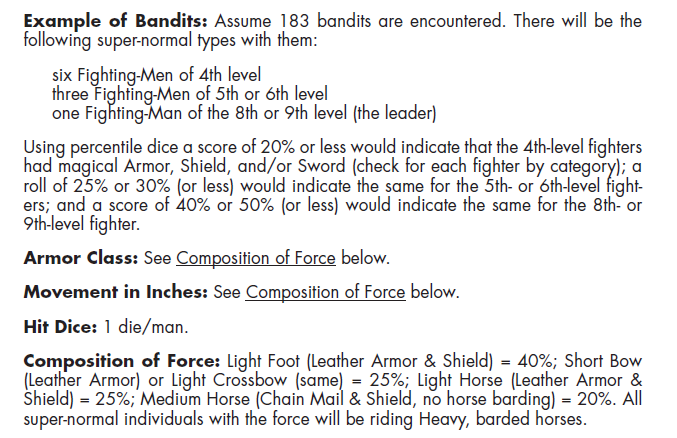 Example of Bandits: Assume 183 bandits are encountered. There will be the
following super-normal types with them:
six Fighting-Men of 4th level
three Fighting-Men of 5th or 6th level
one Fighting-Man of the 8th or 9th level (the leader)
Using percentile dice a score of 20% or less would indicate that the 4th-level fighters
had magical Armor, Shield, and/or Sword (check for each fighter by category); a
roll of 25% or 30% (or less) would indicate the same for the 5th- or 6th-level fight-
ers; and a score of 40% or 50% (or less) would indicate the same for the 8th- or
9th-level fighter.
Armor Class: See Composition of Force below.
Movement in Inches: See Composition of Force below.
Hit Dice: 1 die/man.
Composition of Force: Light Foot (Leather Armor & Shield) = 40%; Short Bow
(Leather Armor) or Light Crossbow (same) = 25%; Light Horse (Leather Armor &
Shield) = 25%; Medium Horse (Chain Mail & Shield, no horse barding) = 20%. All
super-normal individuals with the force will be riding Heavy, barded horses.